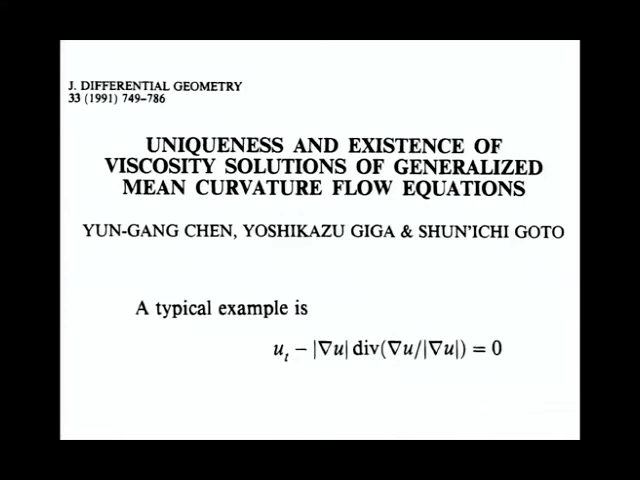 J. DIFFERENTIAL GEOMETRY
33 (1991) 749–786
UNIQUENESS AND EXISTENCE OF
VISCOSITY SOLUTIONS OF GENERALIZED
MEAN CURVATURE FLOW EQUATIONS
YUN-GANG CHEN, YOSHIKAZU GIGA & SHUN'ICHI GOTO
A typical example is
u_t − |∇u| div(∇u/|∇u|) = 0